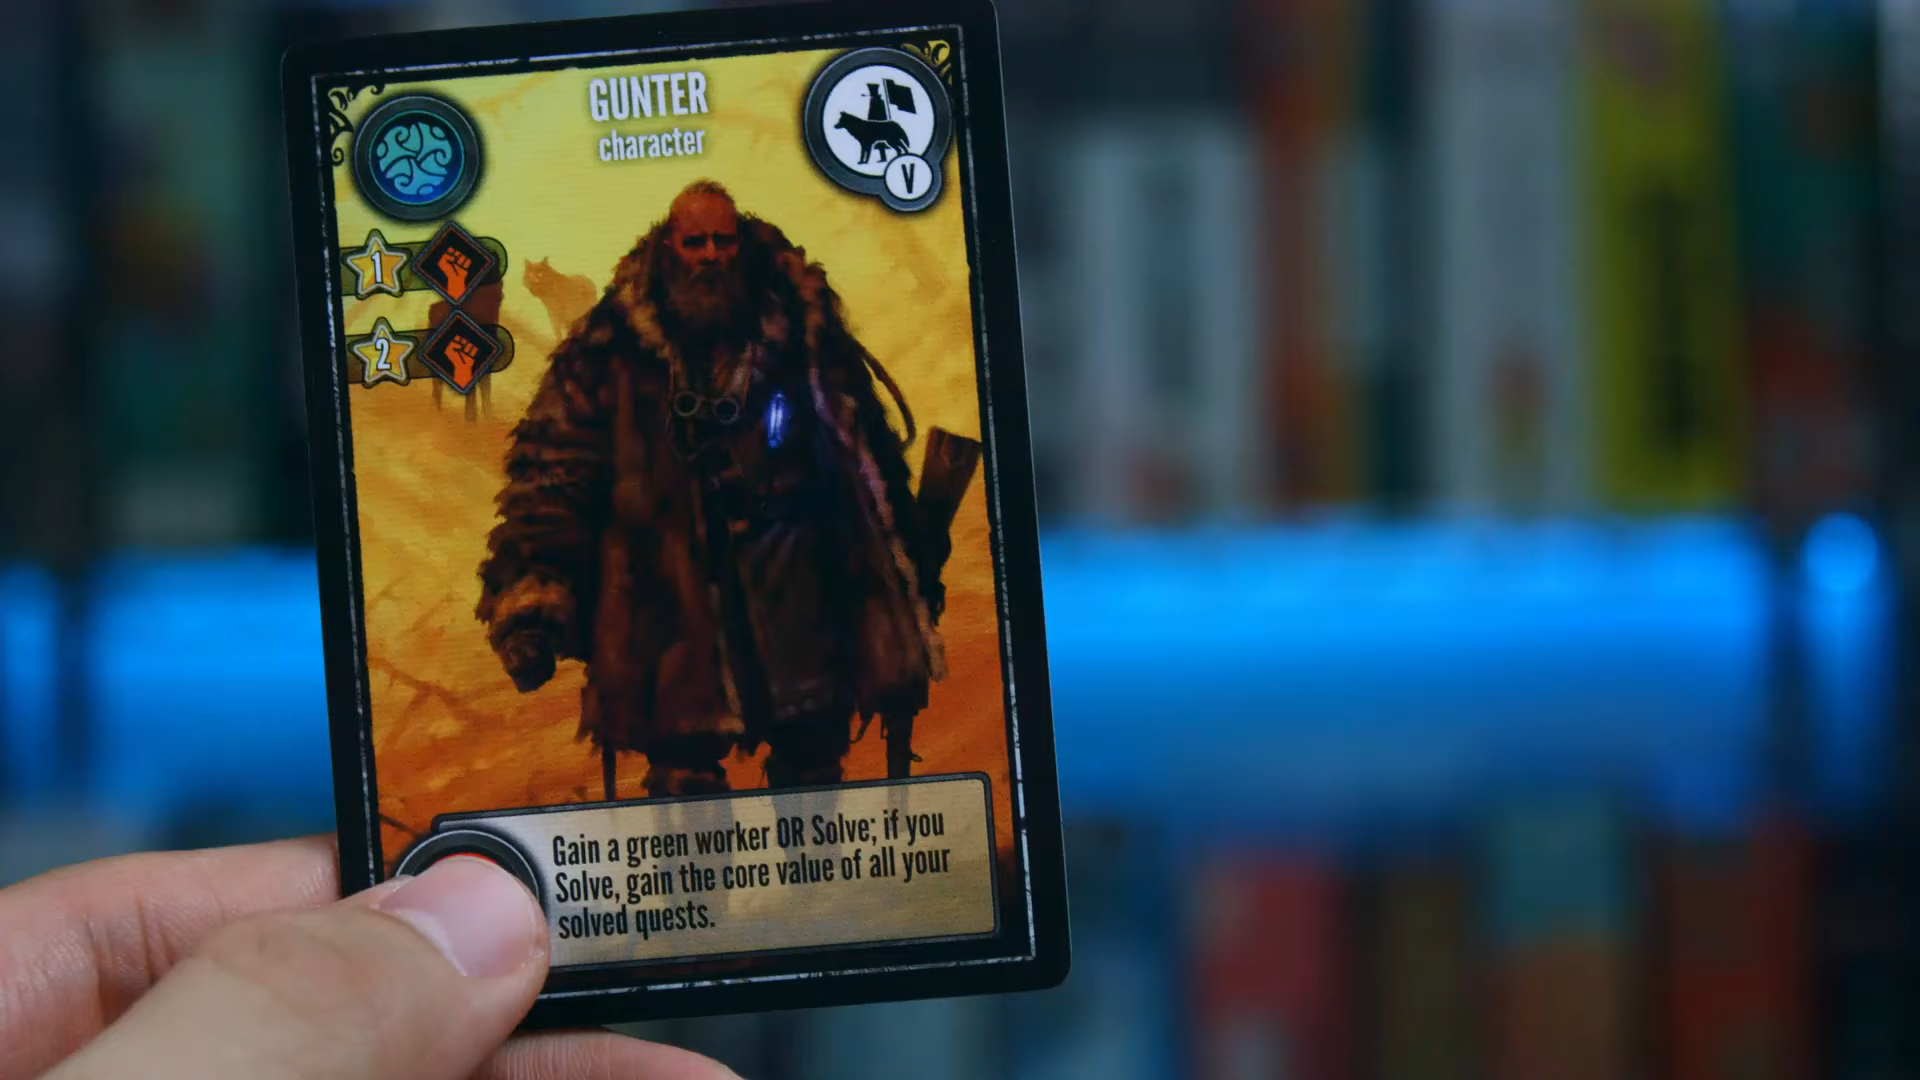 GUNTER
character
V
1
2
Gain a green worker OR Solve; if you
Solve, gain the core value of all your
solved quests.